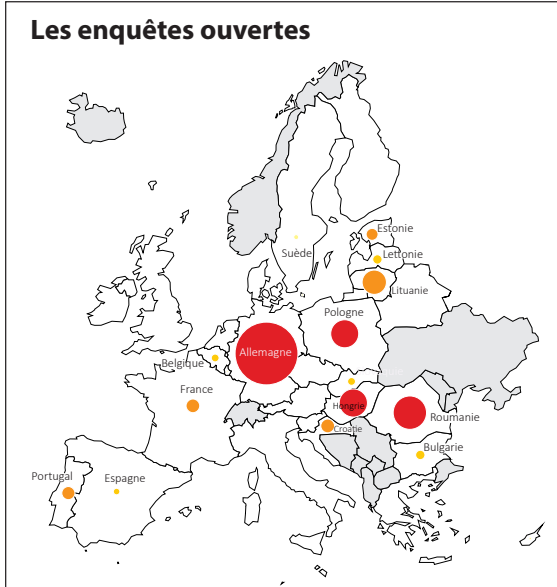 Les enquêtes ouvertes
Estonie
Suède
Lettonie
Lituanie
Pologne
Allemagne
Belgique
France
Hongrie
Roumanie
Croatie
Bulgarie
Portugal
Espagne